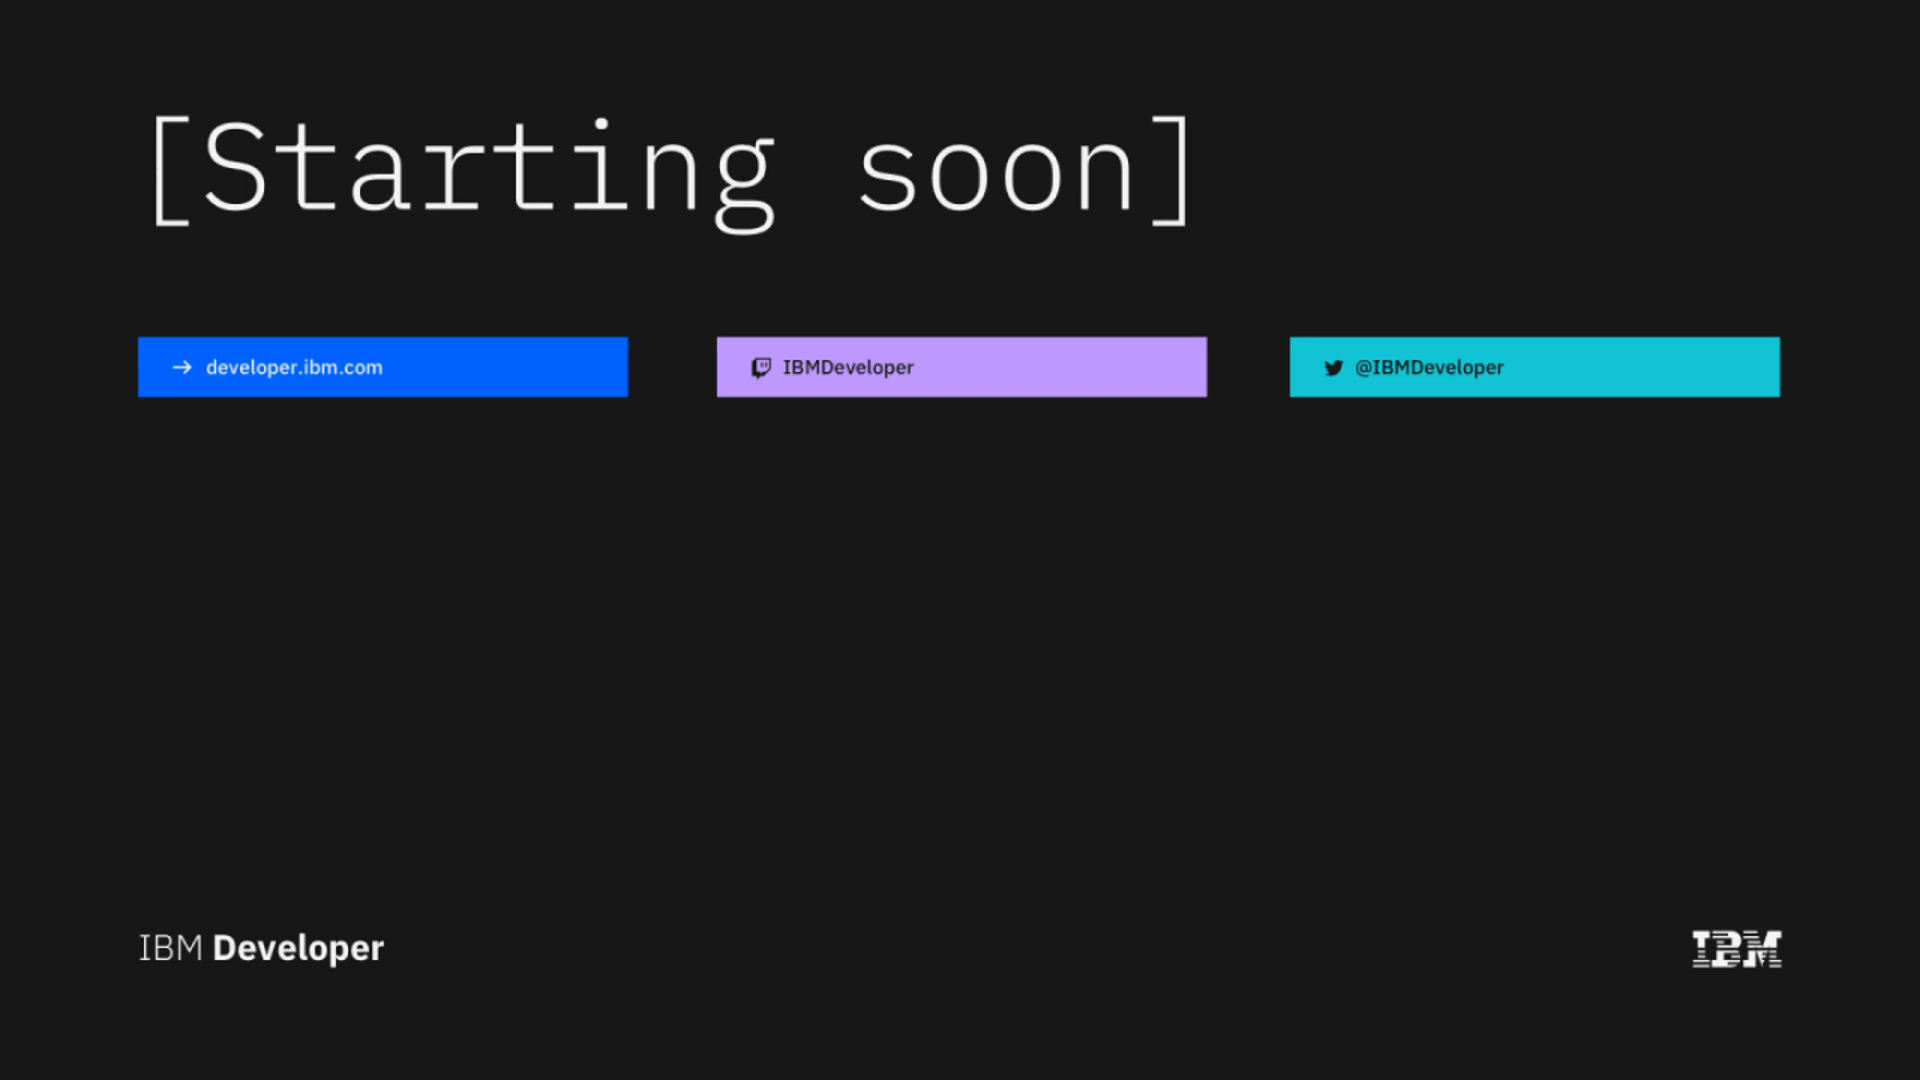 [Starting soon]
→ developer.ibm.com
IBMDeveloper
@IBMDeveloper
IBM Developer
IBM